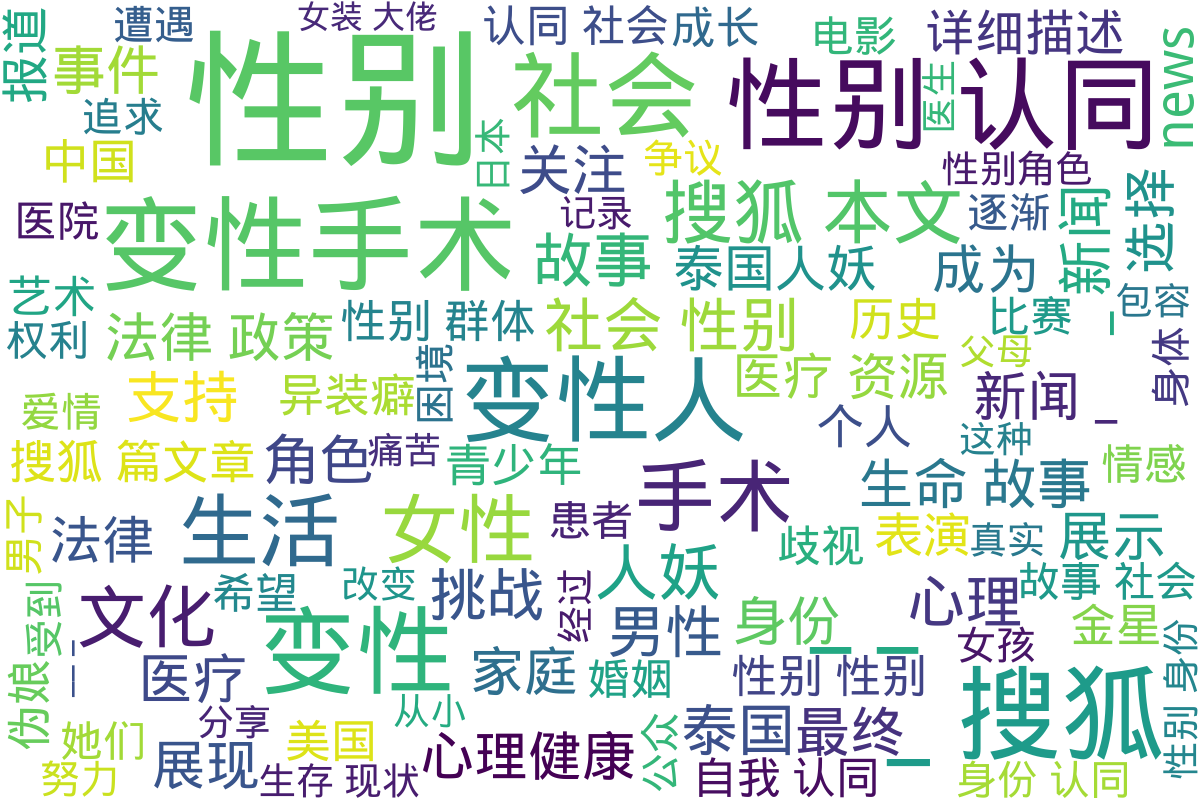 报道
遭遇
女装 大佬
认同 社会
成长
电影
详细描述
news
事件
性别
社会
性别认同
医生
追求
日本
中国
关注
争议
性别角色
医院
变性手术
记录
搜狐 本文
逐渐
新闻 _
选择
故事
泰国人妖
成为
艺术
包容
权利
法律 政策
性别 群体
社会 性别
历史
比赛
身体
困境
变性人
医疗 资源
父母
支持
异装癖
新闻 _
爱情
个人
这种
搜狐 篇文章
角色
痛苦
青少年
手术
生命 故事
情感
男子
法律
生活
女性
患者
歧视
表演
真实
展示
人妖
故事 社会
希望
改变
挑战
经过
心理
受到
文化
变性
男性
身份
金星
身份
_ _
女孩
伪娘
_ _
医疗
家庭
婚姻
性别 性别
搜狐 _
性别 身份
她们
分享
从小
公众
泰国
最终
美国
展现
心理健康
努力
生存 现状
自我 认同
身份 认同